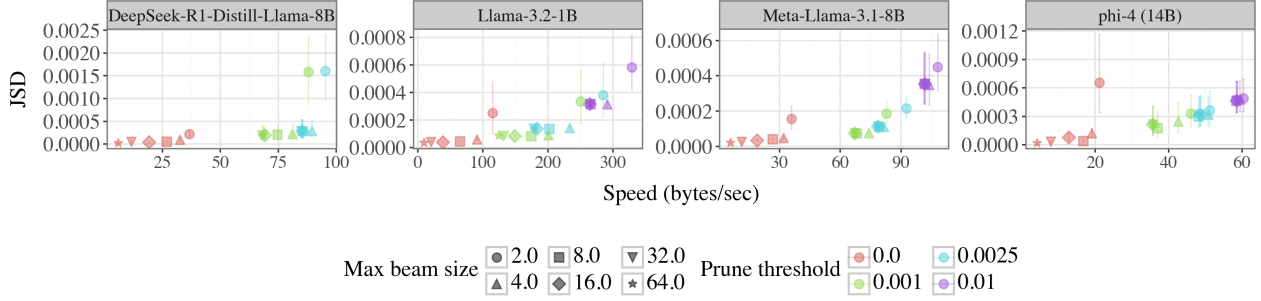 DeepSeek-R1-Distill-Llama-8B
Llama-3.2-1B
Meta-Llama-3.1-8B
phi-4 (14B)
JSD
0.0025
0.0020
0.0015
0.0010
0.0005
0.0000
25 50 75 100
0.0008
0.0006
0.0004
0.0002
0.0000
0 100 200 300
0.0006
0.0004
0.0002
0.0000
30 60 90
0.0012
0.0009
0.0006
0.0003
0.0000
20 40 60
Speed (bytes/sec)
Max beam size
2.0 8.0 32.0
4.0 16.0 64.0
Prune threshold
0.0 0.0025
0.001 0.01